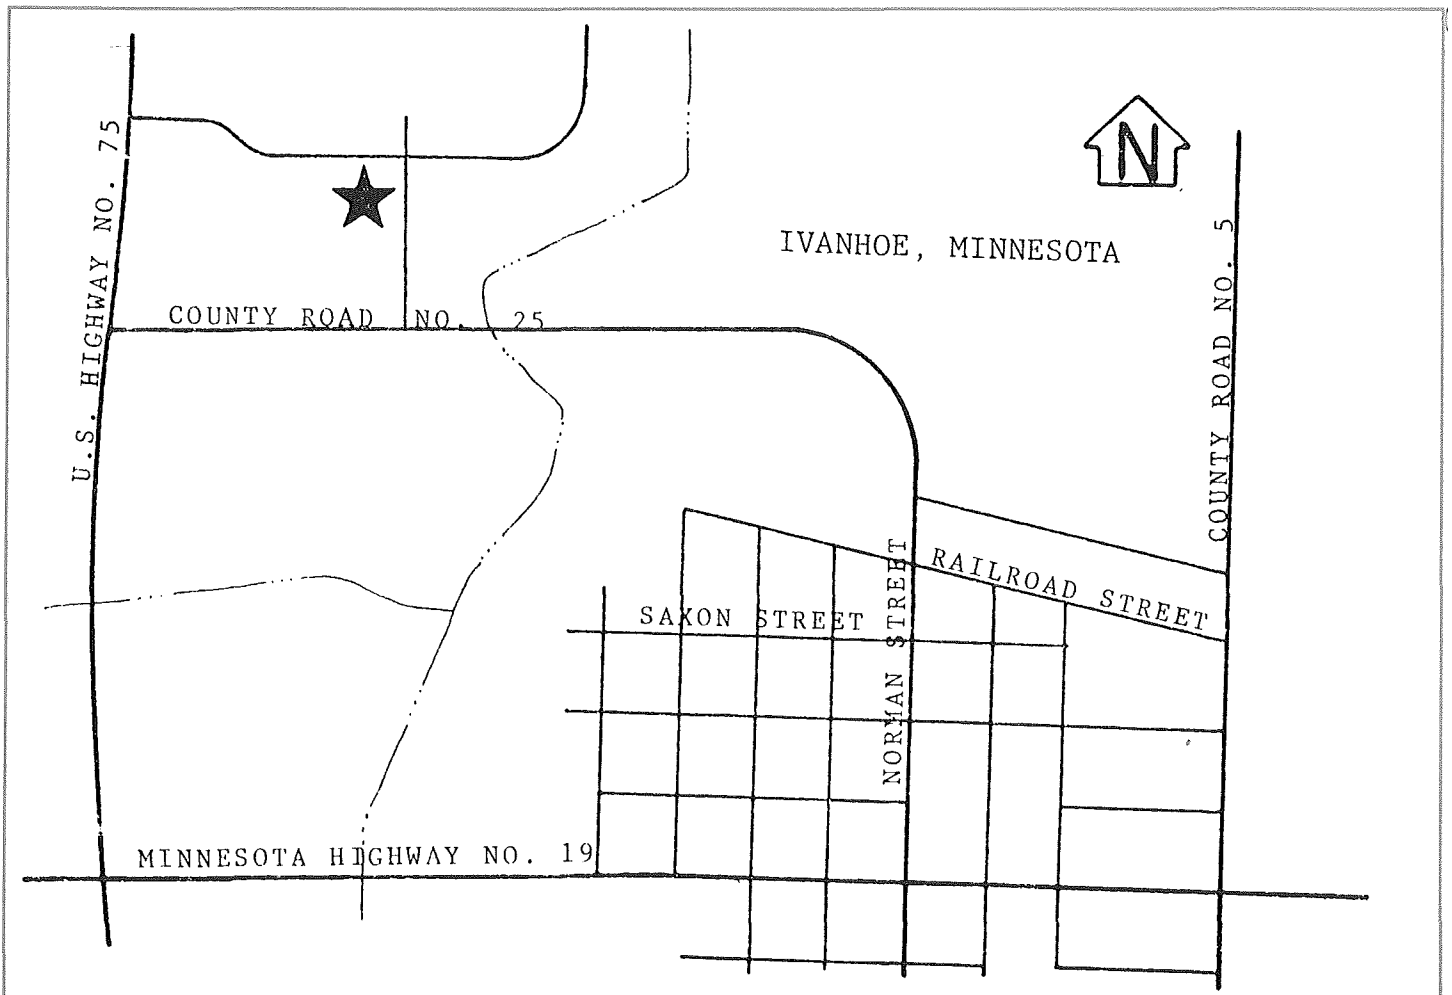 N
U.S. HIGHWAY NO. 75
IVANHOE, MINNESOTA
COUNTY ROAD NO. 5
COUNTY ROAD NO. 25
RAILROAD STREET
SAXON STREET
NORMAN STREET
MINNESOTA HIGHWAY NO. 19